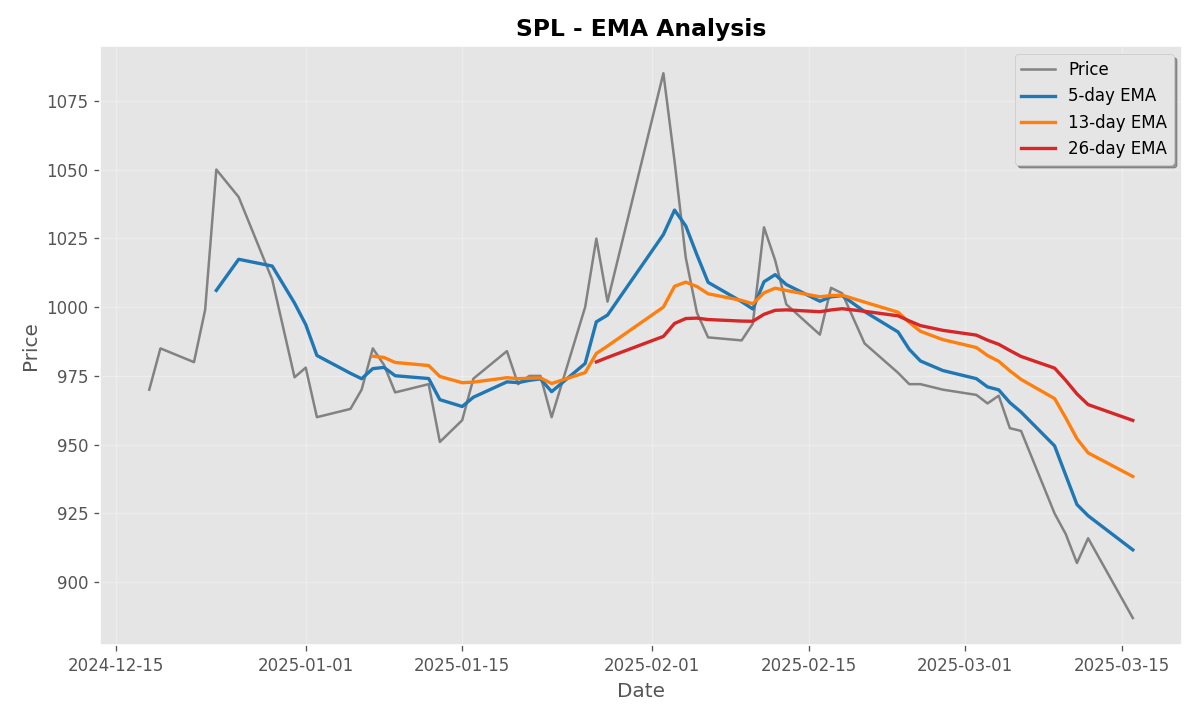 SPL - EMA Analysis
Price
5-day EMA
13-day EMA
26-day EMA
Price
1075
1050
1025
1000
975
950
925
900
2024-12-15 2025-01-01 2025-01-15 2025-02-01 2025-02-15 2025-03-01 2025-03-15
Date